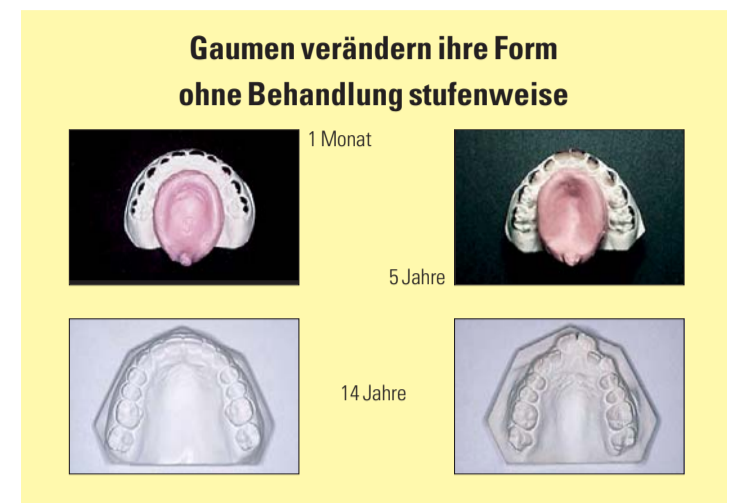 Gaumen verändern ihre Form
ohne Behandlung stufenweise
1 Monat
5 Jahre
14 Jahre